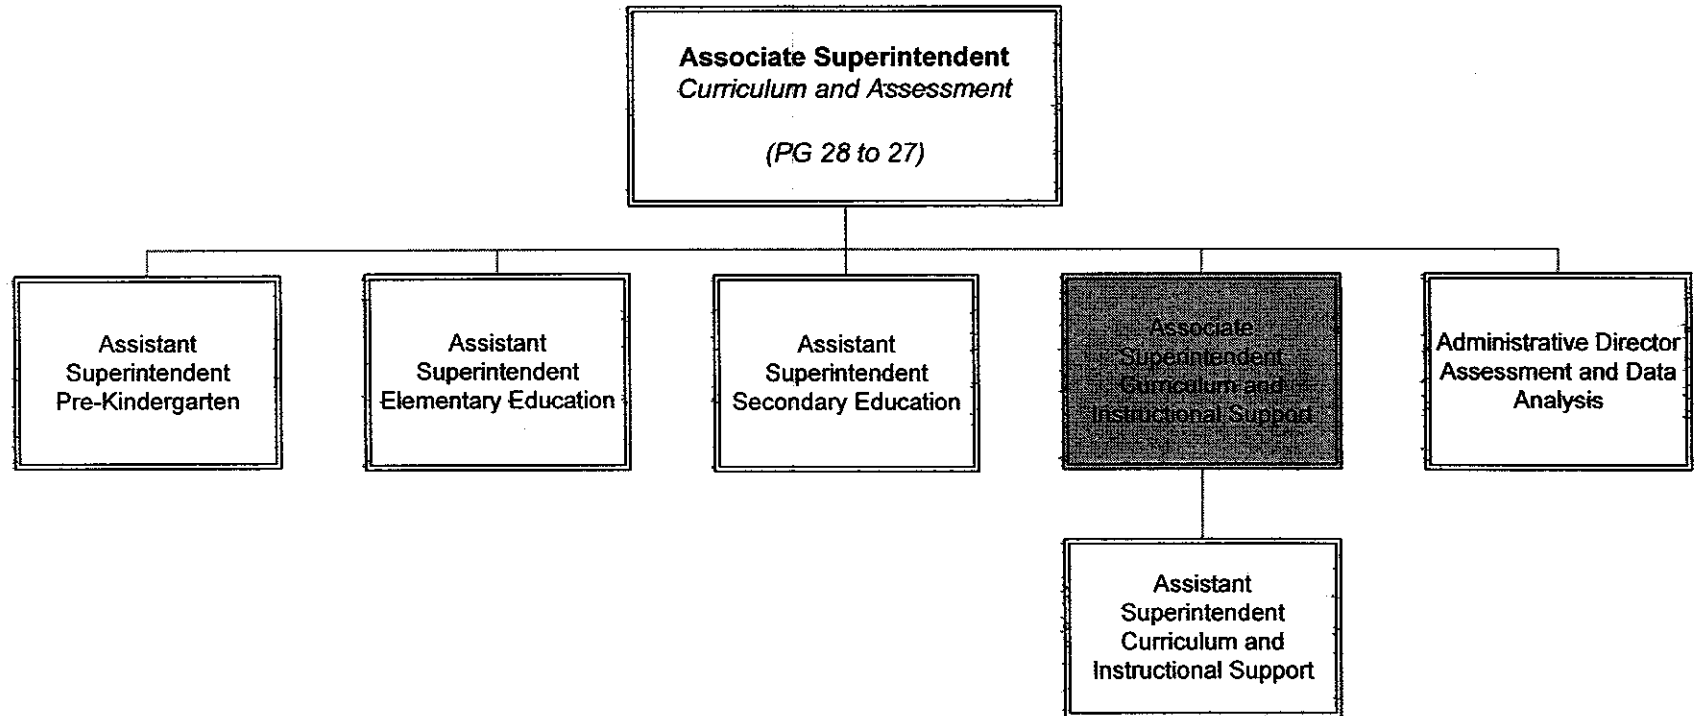 Associate Superintendent
Curriculum and Assessment
(PG 28 to 27)
Assistant
Superintendent
Pre-Kindergarten
Assistant
Superintendent
Elementary Education
Assistant
Superintendent
Secondary Education
Associate
Superintendent
Curriculum and
Instructional Support
Administrative Director
Assessment and Data
Analysis
Assistant
Superintendent
Curriculum and
Instructional Support